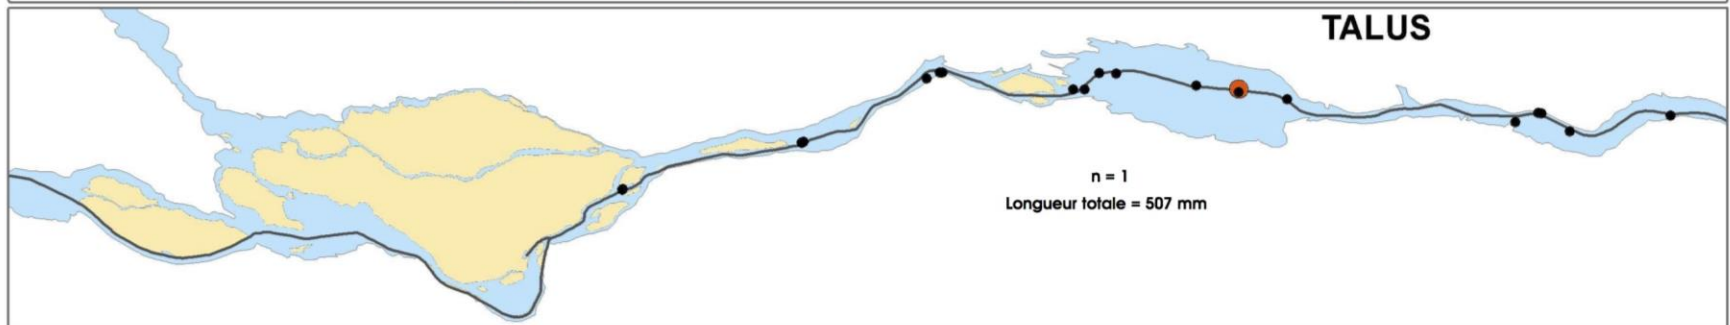 TALUS
n = 1
Longueur totale = 507 mm